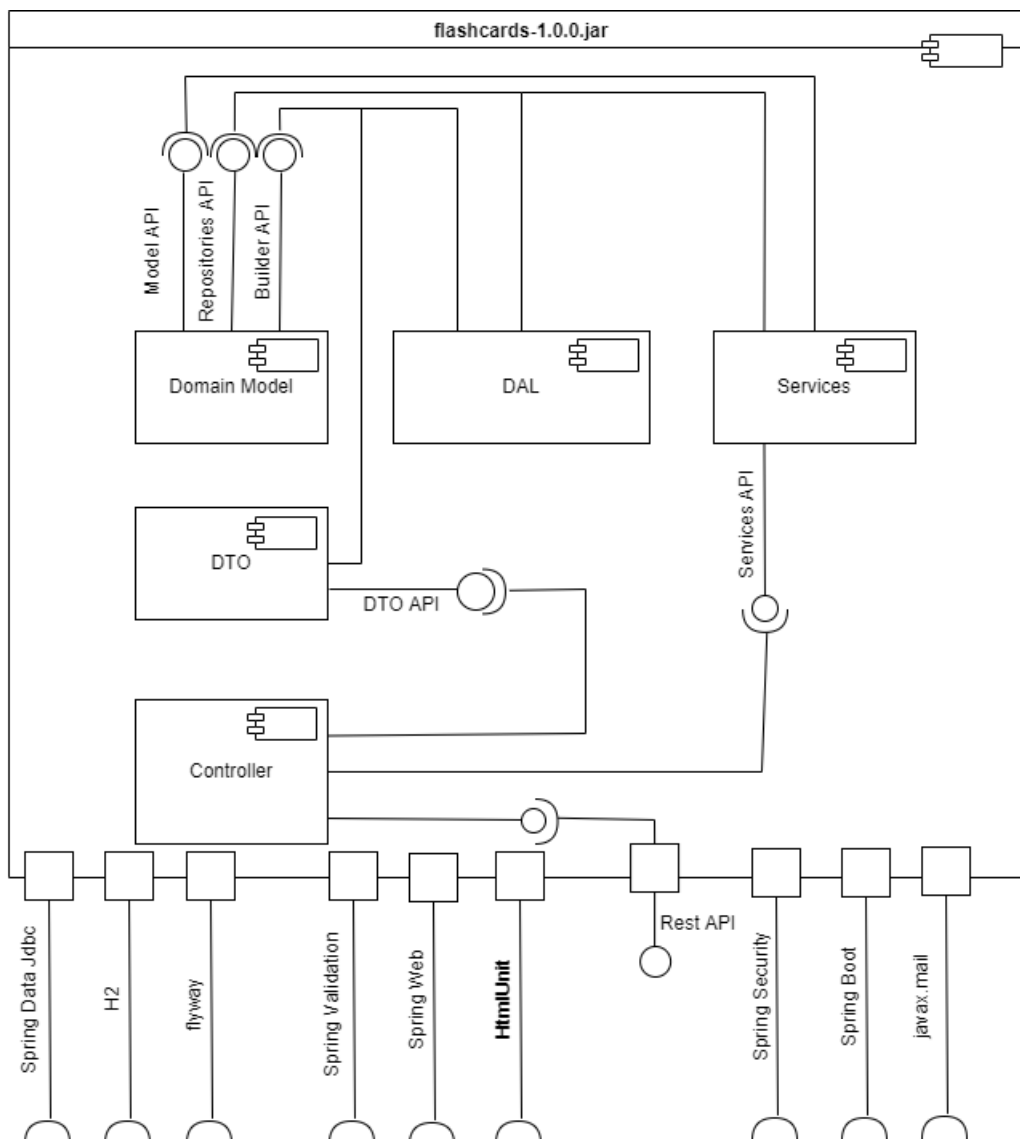 flashcards-1.0.0.jar
Model API
Repositories API
Builder API
Domain Model
DAL
Services
Services API
DTO
DTO API
Controller
Rest API
Spring Data Jdbc
H2
flyway
Spring Validation
Spring Web
HtmlUnit
Spring Security
Spring Boot
javax.mail